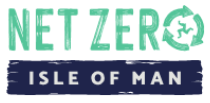 NET ZERO
ISLE OF MAN